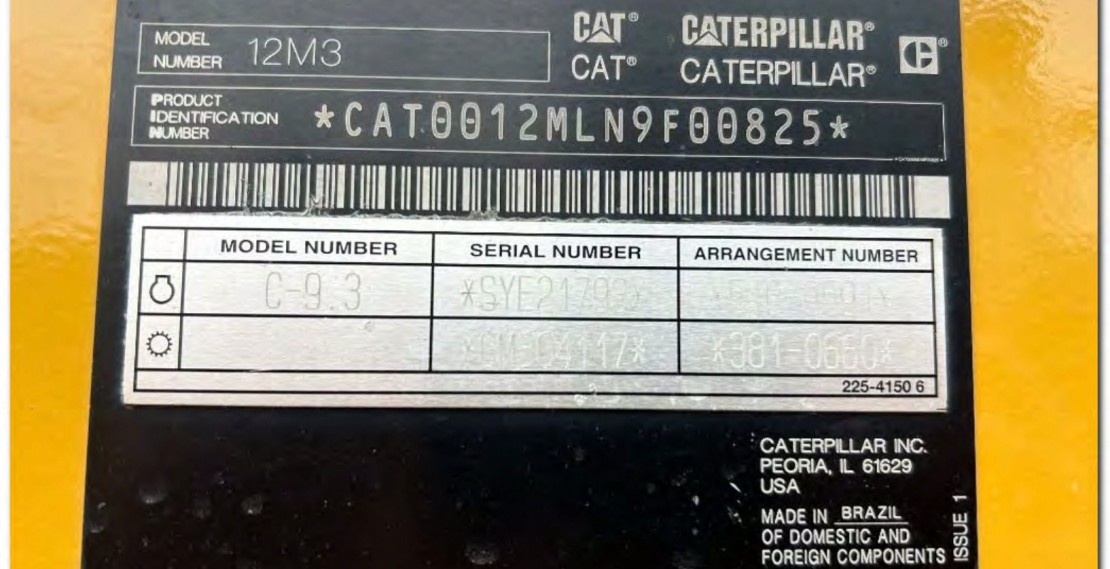 MODEL NUMBER 12M3
CAT® CATERPILLAR®
CAT® CATERPILLAR®
PRODUCT IDENTIFICATION NUMBER *CAT0012MLN9F00825*
MODEL NUMBER SERIAL NUMBER ARRANGEMENT NUMBER
C-9.3
*381-0660*
225-4150 6
CATERPILLAR INC.
PEORIA, IL 61629
USA
MADE IN BRAZIL
OF DOMESTIC AND
FOREIGN COMPONENTS
ISSUE 1